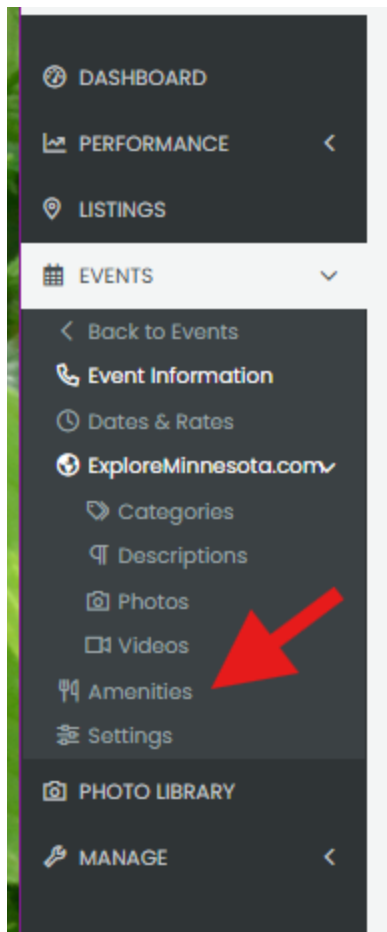 DASHBOARD
PERFORMANCE
LISTINGS
EVENTS
Back to Events
Event Information
Dates & Rates
ExploreMinnesota.com
Categories
Descriptions
Photos
Videos
Amenities
Settings
PHOTO LIBRARY
MANAGE